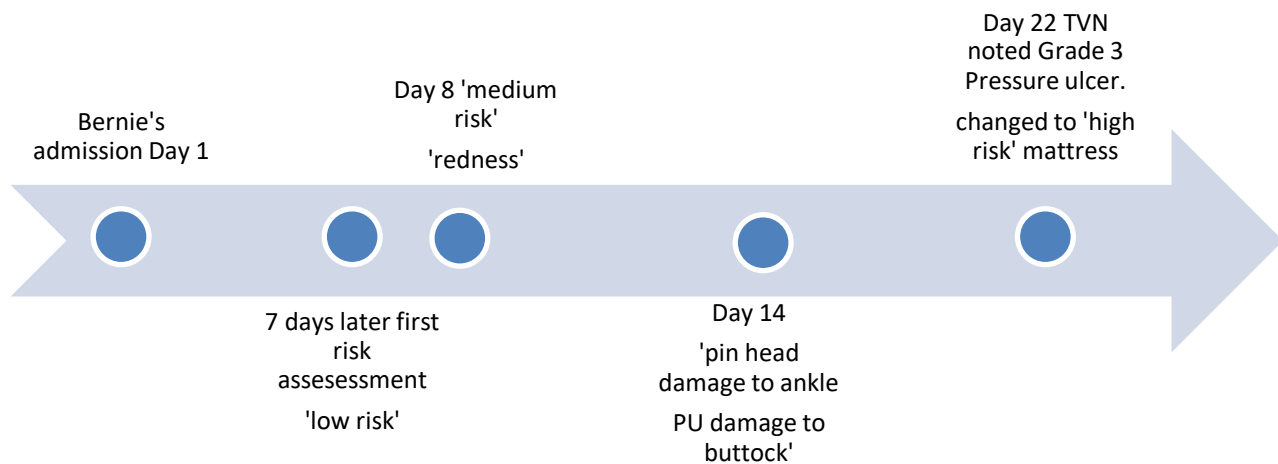 Bernie's
admission Day 1
7 days later first
risk
assesessment
'low risk'
Day 8 'medium
risk'
'redness'
Day 14
'pin head
damage to ankle
PU damage to
buttock'
Day 22 TVN
noted Grade 3
Pressure ulcer.
changed to 'high
risk' mattress